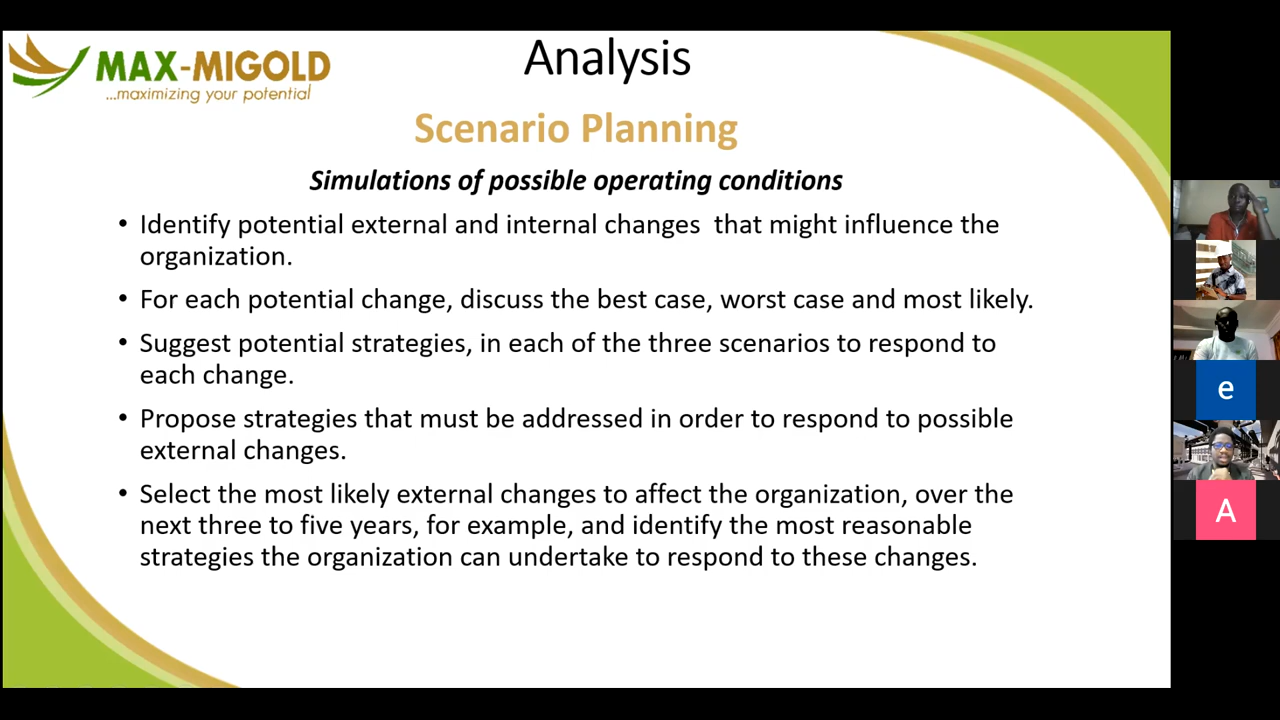 MAX-MIGOLD
...maximizing your potential
Analysis
Scenario Planning
Simulations of possible operating conditions
• Identify potential external and internal changes that might influence the
organization.
• For each potential change, discuss the best case, worst case and most likely.
• Suggest potential strategies, in each of the three scenarios to respond to
each change.
• Propose strategies that must be addressed in order to respond to possible
external changes.
• Select the most likely external changes to affect the organization, over the
next three to five years, for example, and identify the most reasonable
strategies the organization can undertake to respond to these changes.
e
A